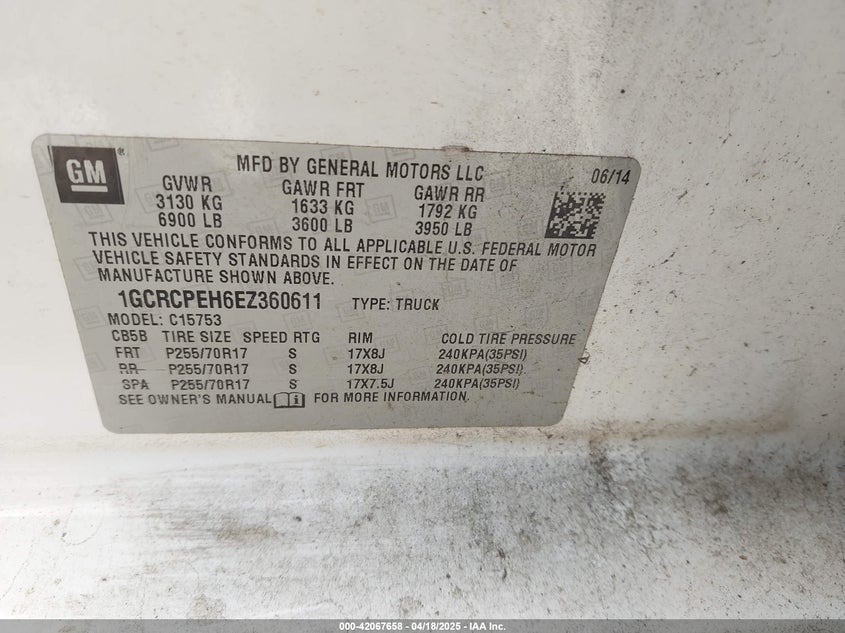 GM ® MFD BY GENERAL MOTORS LLC 06/14
GVWR GAWR FRT GAWR RR
3130 KG 1633 KG 1792 KG
6900 LB 3600 LB 3950 LB
THIS VEHICLE CONFORMS TO ALL APPLICABLE U.S. FEDERAL MOTOR
VEHICLE SAFETY STANDARDS IN EFFECT ON THE DATE OF
MANUFACTURE SHOWN ABOVE.
1GCRCPEH6EZ360611 TYPE: TRUCK
MODEL: C15753
CB5B TIRE SIZE SPEED RTG RIM COLD TIRE PRESSURE
FRT P255/70R17 S 17X8J 240KPA(35PSI)
RR P255/70R17 S 17X8J 240KPA(35PSI)
SPA P255/70R17 S 17X7.5J 240KPA(35PSI)
SEE OWNER'S MANUAL FOR MORE INFORMATION.
000-42067658 - 04/18/2025 - IAA Inc.